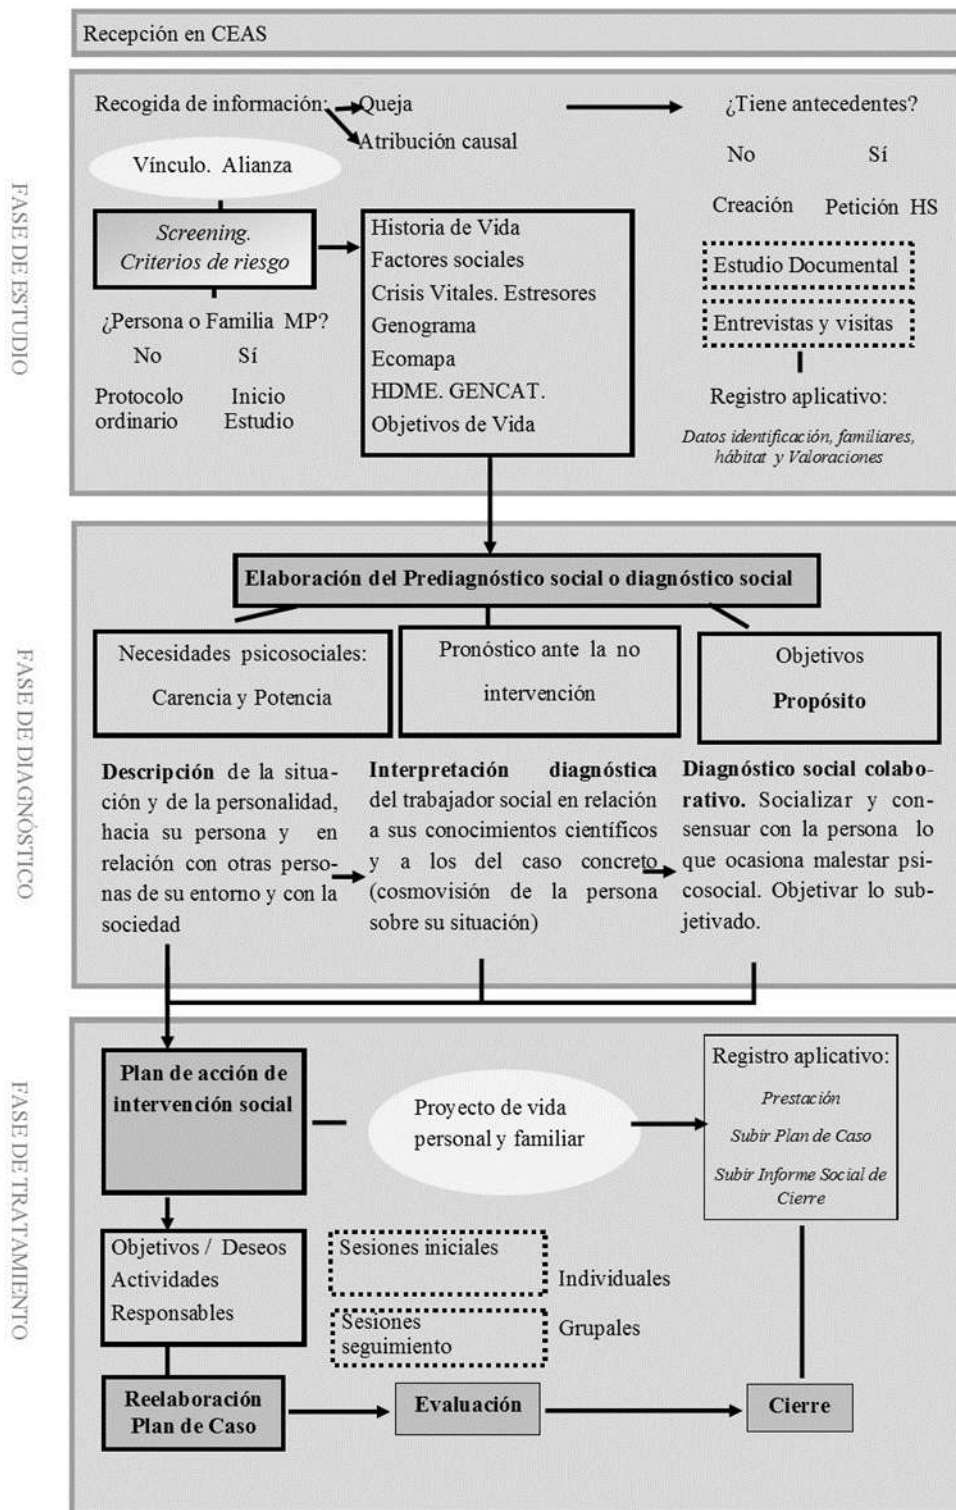 Recepción en CEAS
FASE DE ESTUDIO
Recogida de información:
Queja
Atribución causal
¿Tiene antecedentes?
No Sí
Creación Petición HS
Vínculo. Alianza
Screening.
Criterios de riesgo
¿Persona o Familia MP?
No Sí
Protocolo
ordinario
Inicio
Estudio
Historia de Vida
Factores sociales
Crisis Vitales. Estresores
Genograma
Ecomapa
HDME. GENCAT.
Objetivos de Vida
Estudio Documental
Entrevistas y visitas
Registro aplicativo:
Datos identificación, familiares,
hábitat y Valoraciones
FASE DE DIAGNÓSTICO
Elaboración del Prediagnóstico social o diagnóstico social
Necesidades psicosociales:
Carencia y Potencia
Pronóstico ante la no
intervención
Objetivos
Propósito
Descripción de la situa-
ción y de la personalidad,
hacia su persona y en
relación con otras perso-
nas de su entorno y con la
sociedad
Interpretación diagnóstica
del trabajador social en relación
a sus conocimientos científicos
y a los del caso concreto
(cosmovisión de la persona
sobre su situación)
Diagnóstico social colabo-
rativo. Socializar y con-
sensuar con la persona lo
que ocasiona malestar psi-
cosocial. Objetivar lo sub-
jetivado.
FASE DE TRATAMIENTO
Plan de acción de
intervención social
Proyecto de vida
personal y familiar
Registro aplicativo:
Prestación
Subir Plan de Caso
Subir Informe Social de
Cierre
Objetivos / Deseos
Actividades
Responsables
Sesiones iniciales
Sesiones
seguimiento
Individuales
Grupales
Reelaboración
Plan de Caso
Evaluación
Cierre